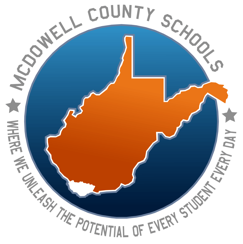 MCDOWELL COUNTY SCHOOLS
WHERE WE UNLEASH THE POTENTIAL OF EVERY STUDENT EVERY DAY